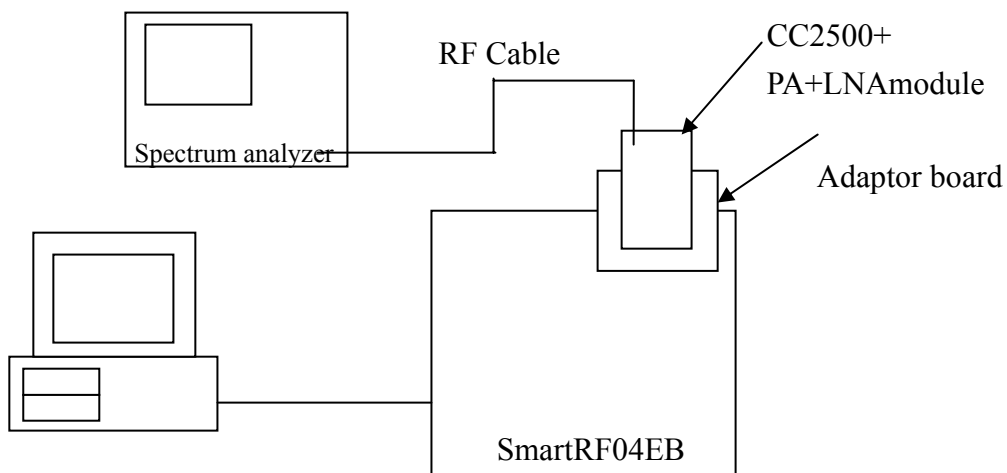 CC2500+
PA+LNAmodule
RF Cable
Spectrum analyzer
Adaptor board
SmartRF04EB